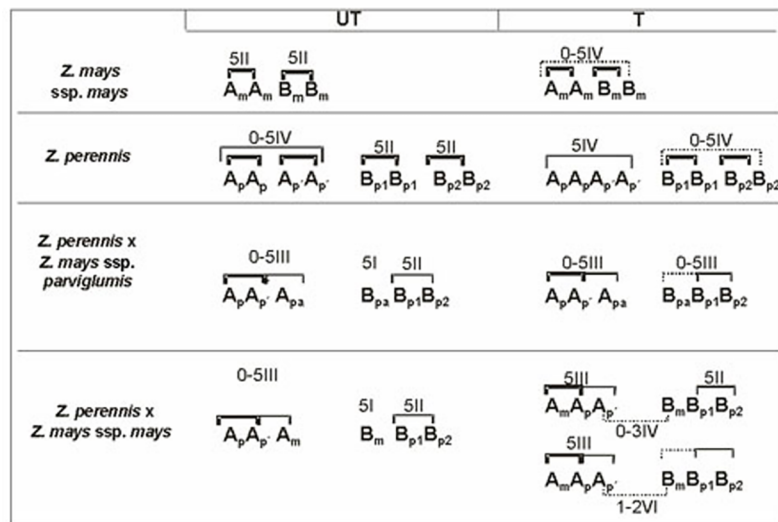 UT T
Z. mays
ssp. mays
5II 5II
AmAm BmBm
0-5IV
AmAm BmBm
Z. perennis
0-5IV 5II 5II
ApAp Ap'Ap' Bp1Bp1 Bp2Bp2
5IV 0-5IV
ApApAp'Ap' Bp1Bp1 Bp2Bp2
Z. perennis x
Z. mays ssp.
parviglumis
0-5III 5I 5II
ApAp' Apa Bpa Bp1Bp2
0-5III 0-5III
ApAp' Apa BpaBp1Bp2
Z. perennis x
Z. mays ssp. mays
0-5III 5I 5II
ApAp' Am Bm Bp1Bp2
5III 5II
AmApAp' BmBp1Bp2
0-3IV
5III
AmApAp' BmBp1Bp2
1-2VI